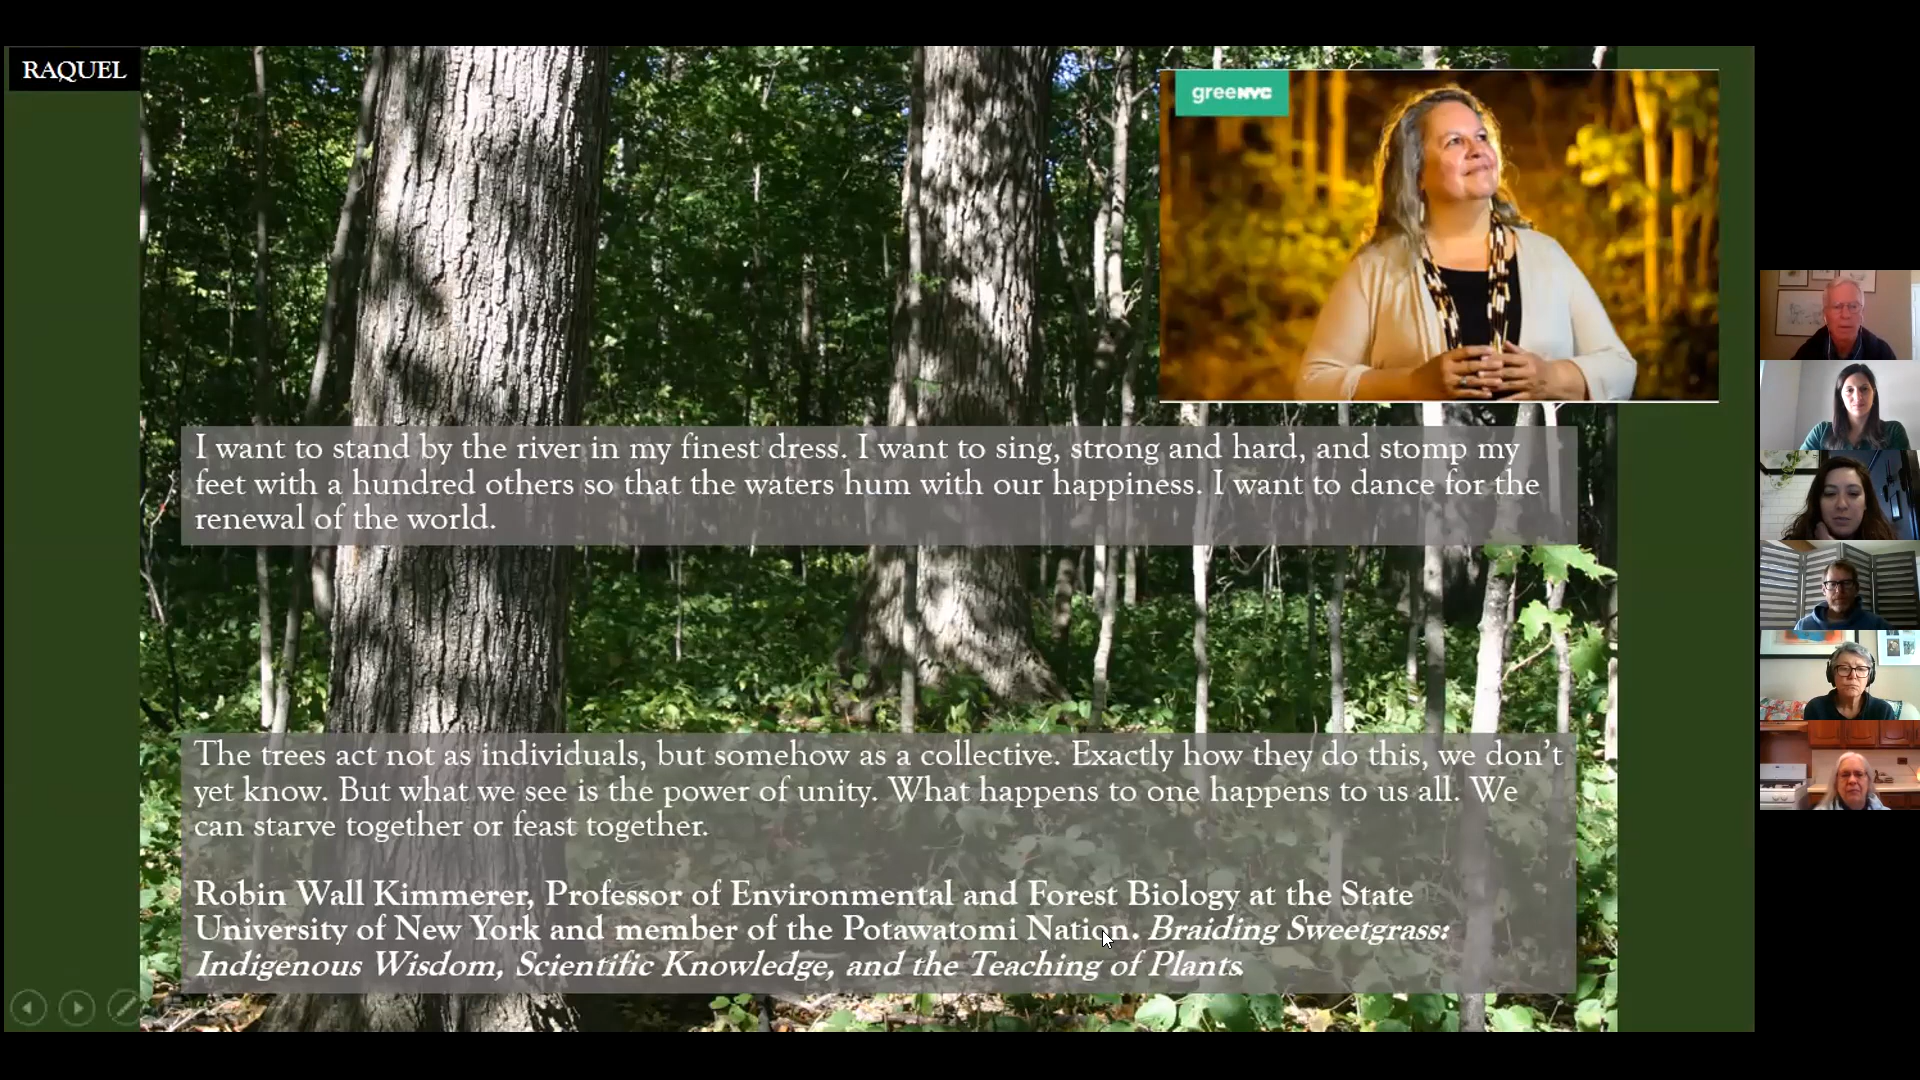 RAQUEL
greeNYC
I want to stand by the river in my finest dress. I want to sing, strong and hard, and stomp my
feet with a hundred others so that the waters hum with our happiness. I want to dance for the
renewal of the world.
The trees act not as individuals, but somehow as a collective. Exactly how they do this, we don’t
yet know. But what we see is the power of unity. What happens to one happens to us all. We
can starve together or feast together.
Robin Wall Kimmerer, Professor of Environmental and Forest Biology at the State
University of New York and member of the Potawatomi Nation. Braiding Sweetgrass:
Indigenous Wisdom, Scientific Knowledge, and the Teaching of Plants.